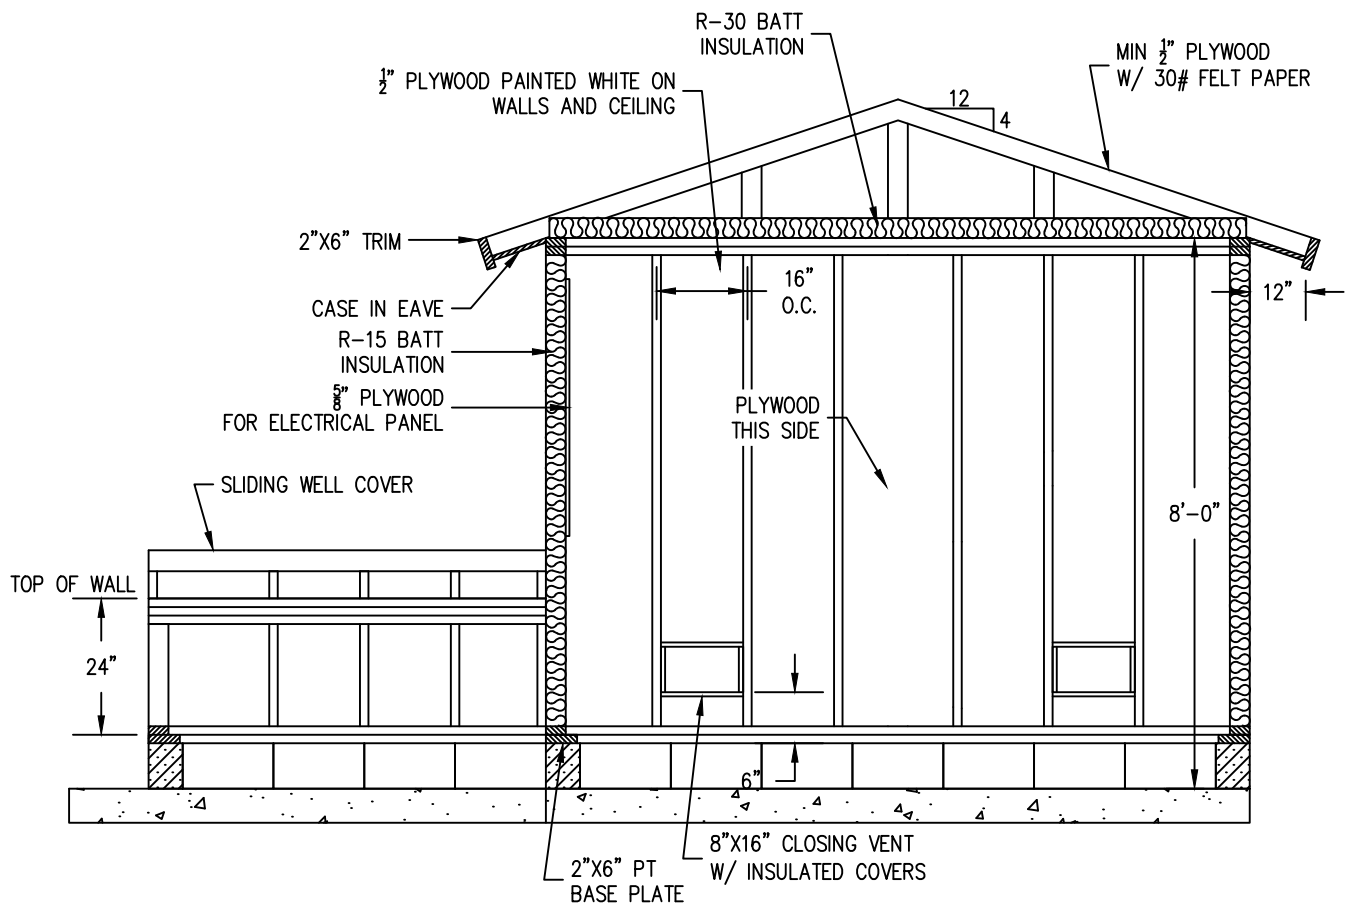 R-30 BATT
INSULATION
MIN 1/2" PLYWOOD
W/ 30# FELT PAPER
1/2" PLYWOOD PAINTED WHITE ON
WALLS AND CEILING
12
4
2"X6" TRIM
CASE IN EAVE
16"
O.C.
12"
R-15 BATT
INSULATION
5/8" PLYWOOD
FOR ELECTRICAL PANEL
PLYWOOD
THIS SIDE
SLIDING WELL COVER
8'-0"
TOP OF WALL
24"
6"
8"X16" CLOSING VENT
W/ INSULATED COVERS
2"X6" PT
BASE PLATE